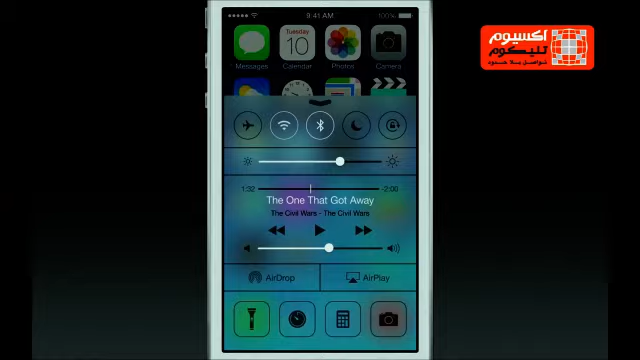 9:41 AM
100%
Tuesday
10
Messages
Calendar
Photos
Camera
1:32
-2:00
The One That Got Away
The Civil Wars - The Civil Wars
AirDrop
AirPlay
اكسيوم
تليكوم
تواصل بلا حدود